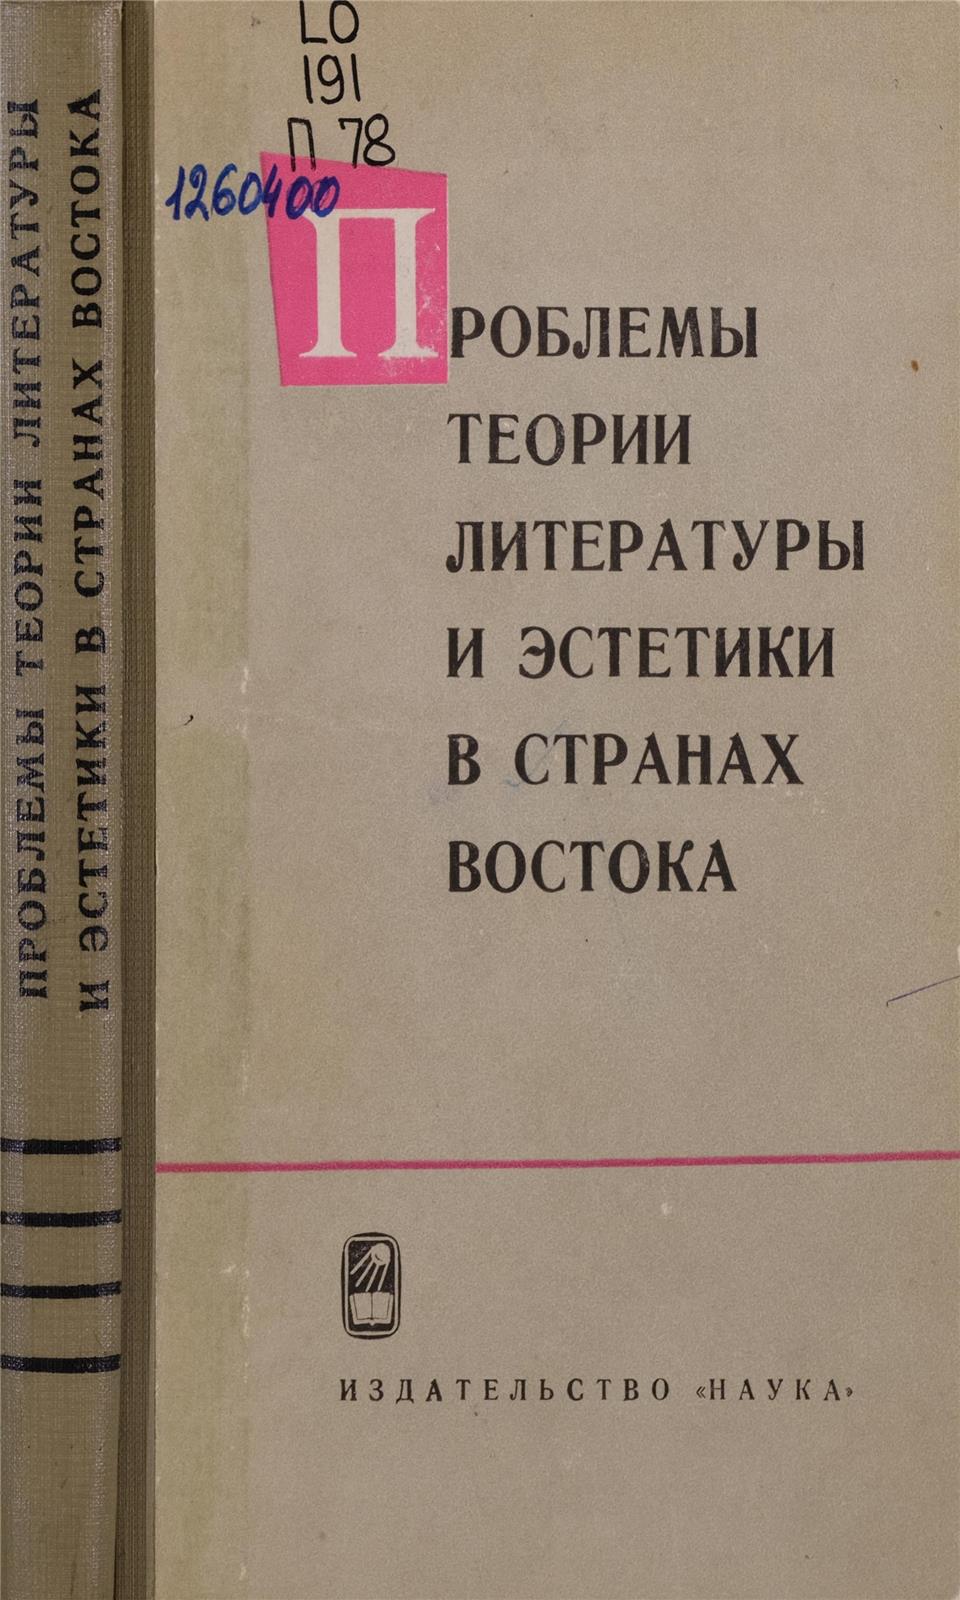 ПРОБЛЕМЫ ТЕОРИИ ЛИТЕРАТУРЫ
И ЭСТЕТИКИ В СТРАНАХ ВОСТОКА
LO
191
П 78
1260400
ПРОБЛЕМЫ
ТЕОРИИ
ЛИТЕРАТУРЫ
И ЭСТЕТИКИ
В СТРАНАХ
ВОСТОКА
ИЗДАТЕЛЬСТВО «НАУКА»